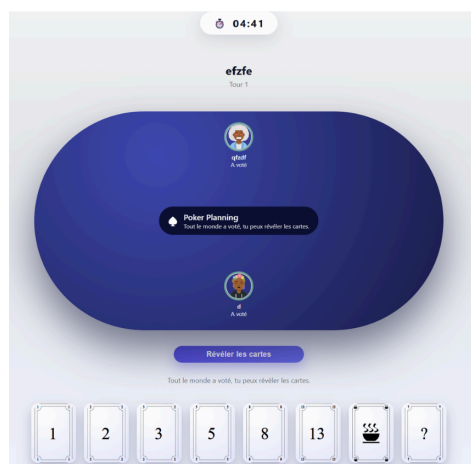 04:41
efzfe
Tour 1
qfzdf
A voté
Poker Planning
Tout le monde a voté, tu peux révéler les cartes.
d
A voté
Révéler les cartes
Tout le monde a voté, tu peux révéler les cartes.
1 2 3 5 8 13 ?